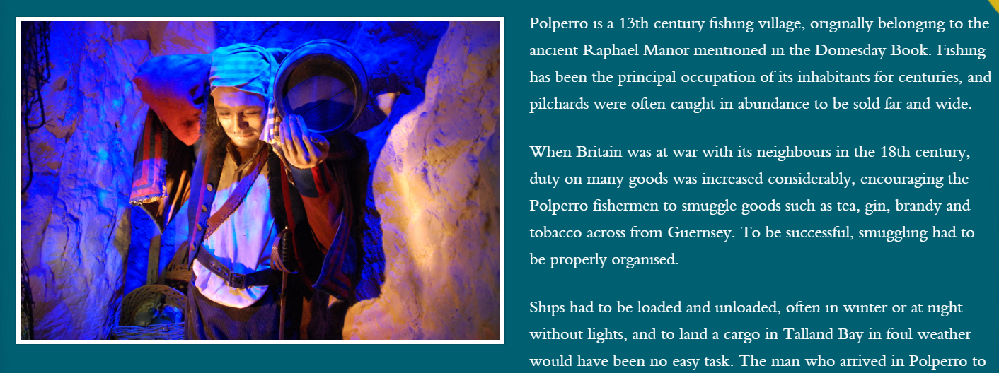 Polperro is a 13th century fishing village, originally belonging to the
ancient Raphael Manor mentioned in the Domesday Book. Fishing
has been the principal occupation of its inhabitants for centuries, and
pilchards were often caught in abundance to be sold far and wide.
When Britain was at war with its neighbours in the 18th century,
duty on many goods was increased considerably, encouraging the
Polperro fishermen to smuggle goods such as tea, gin, brandy and
tobacco across from Guernsey. To be successful, smuggling had to
be properly organised.
Ships had to be loaded and unloaded, often in winter or at night
without lights, and to land a cargo in Talland Bay in foul weather
would have been no easy task. The man who arrived in Polperro to